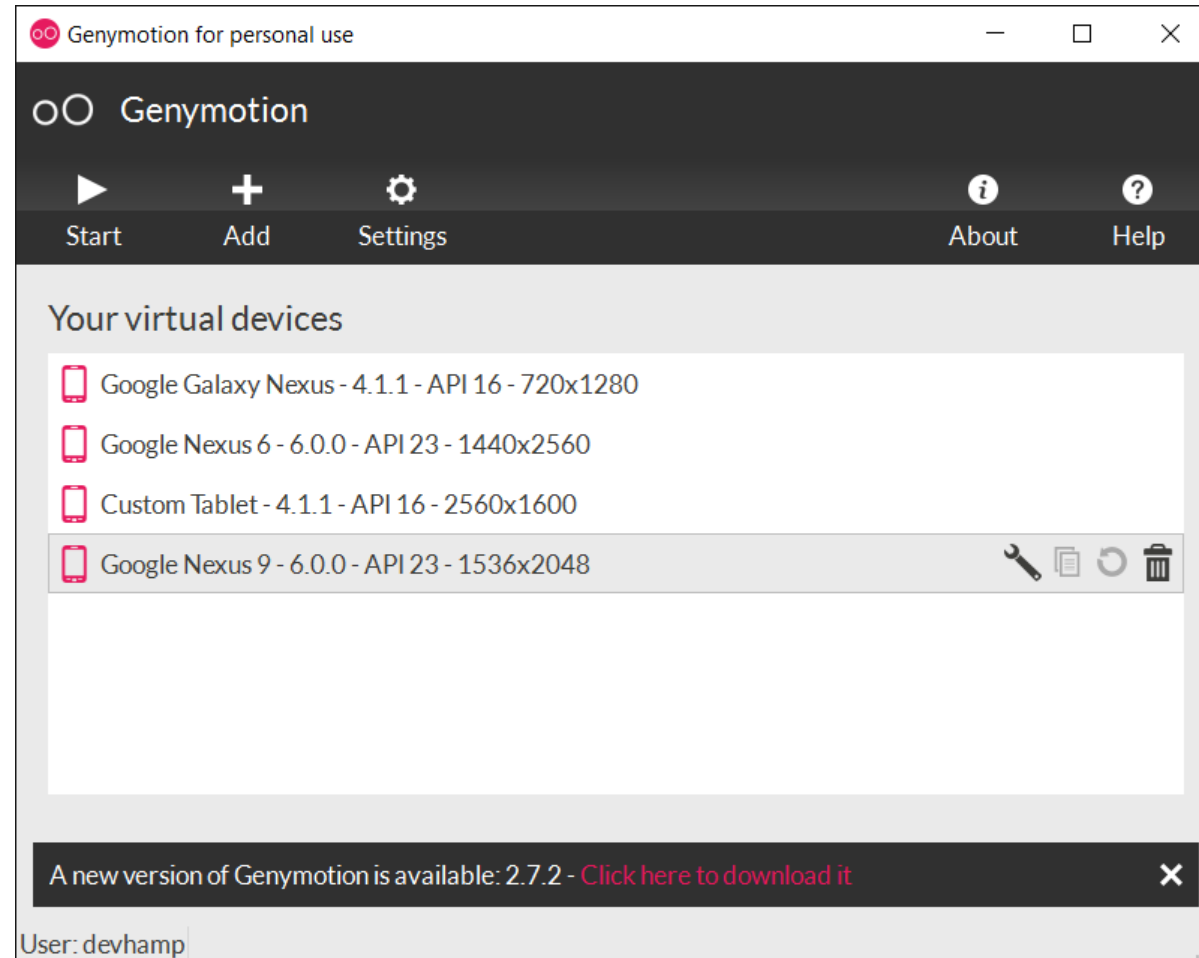 Genymotion for personal use
Genymotion
Start Add Settings About Help
Your virtual devices
Google Galaxy Nexus - 4.1.1 - API 16 - 720x1280
Google Nexus 6 - 6.0.0 - API 23 - 1440x2560
Custom Tablet - 4.1.1 - API 16 - 2560x1600
Google Nexus 9 - 6.0.0 - API 23 - 1536x2048
A new version of Genymotion is available: 2.7.2 - Click here to download it
User: devhamp